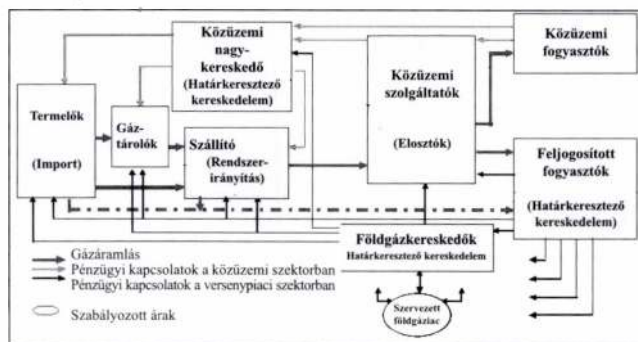 Közüzemi
nagy-
kereskedő
(Határkeresztező
kereskedelem)
Közüzemi
szolgáltatók
(Elosztók)
Közüzemi
fogyasztók
Termelők
(Import)
Gáz-
tárolók
Szállító
(Rendszer-
irányítás)
Feljogosított
fogyasztók
(Határkeresztező
kereskedelem)
Földgázkereskedők
Határkeresztező kereskedelem
Szervezett
földgáziac
Gázáramlás
Pénzügyi kapcsolatok a közüzemi szektorban
Pénzügyi kapcsolatok a versenypiaci szektorban
Szabályozott árak